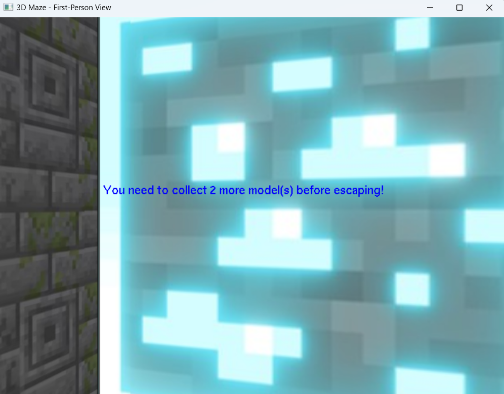 3D Maze - First-Person View
You need to collect 2 more model(s) before escaping!